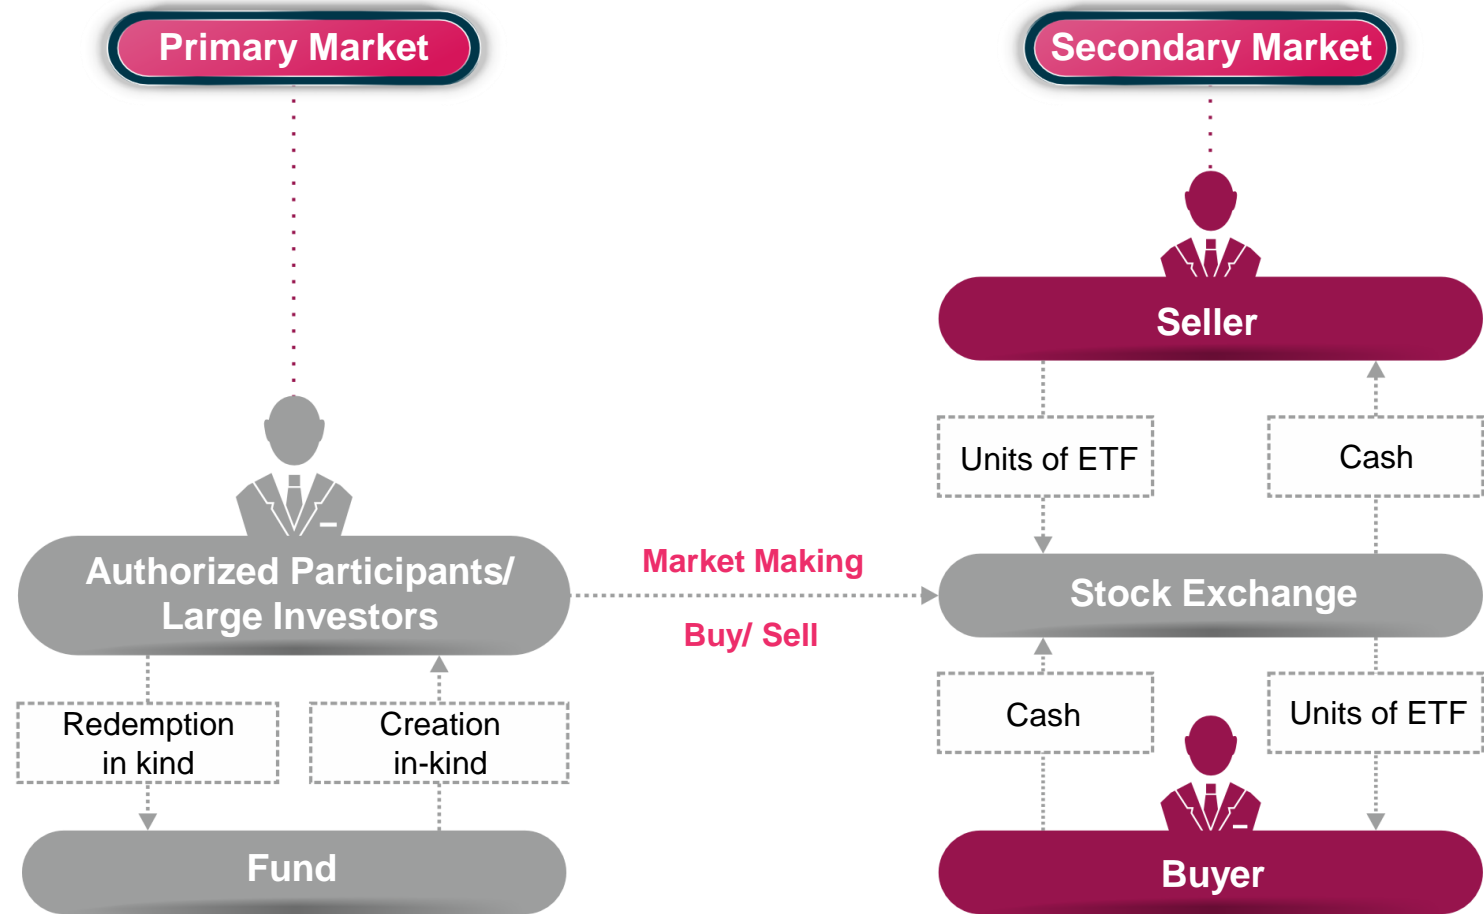 Primary Market
Secondary Market
Seller
Units of ETF
Cash
Authorized Participants/
Large Investors
Market Making
Buy/ Sell
Stock Exchange
Redemption
in kind
Creation
in-kind
Cash
Units of ETF
Fund
Buyer